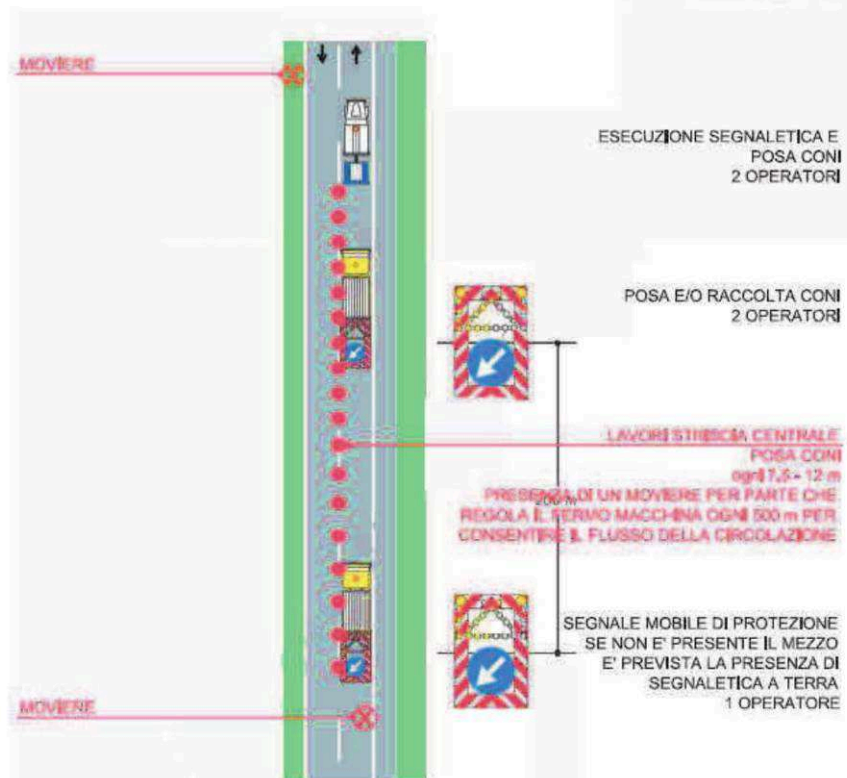 MOVIERE
ESECUZIONE SEGNALETICA E
POSA CONI
2 OPERATORI
POSA E/O RACCOLTA CONI
2 OPERATORI
LAVORI STRISCIA CENTRALE
POSA CONI
ogni 7,5 - 12 m
200 m
PRESENZA DI UN MOVIERE PER PARTE CHE
REGOLA IL FERMO MACCHINA OGNI 500 m PER
CONSENTIRE IL FLUSSO DELLA CIRCOLAZIONE
SEGNALE MOBILE DI PROTEZIONE
SE NON E' PRESENTE IL MEZZO
E' PREVISTA LA PRESENZA DI
SEGNALETICA A TERRA
1 OPERATORE
MOVIERE